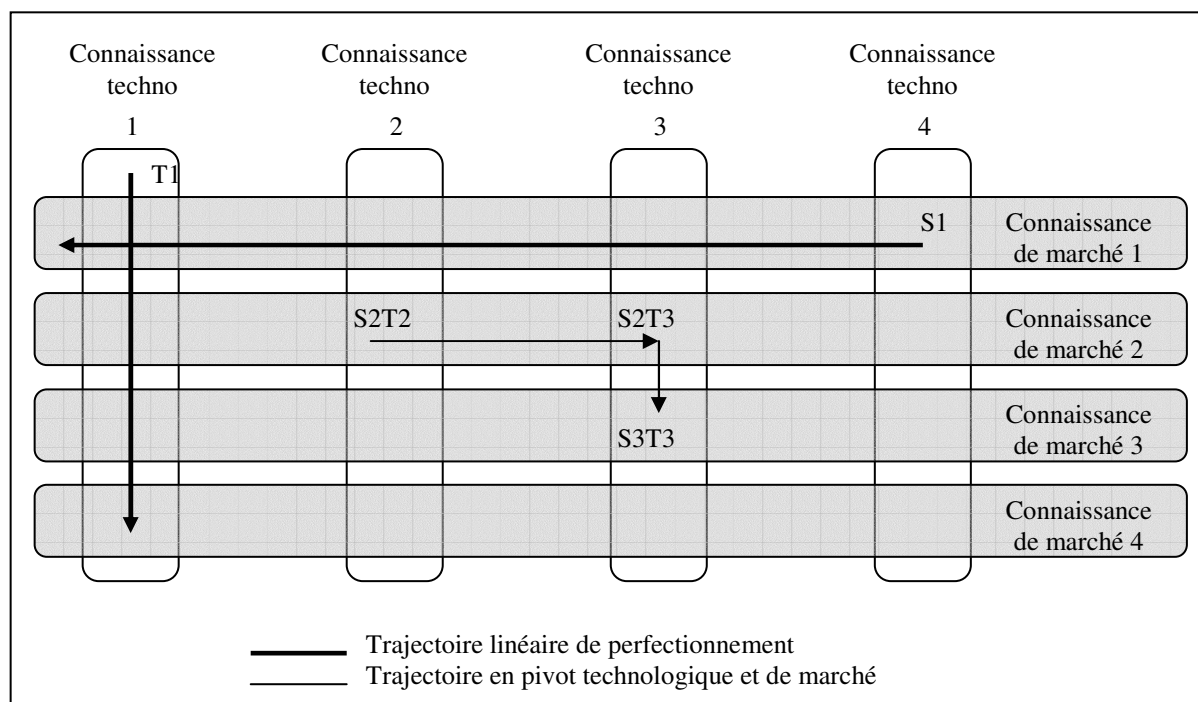 Connaissance
techno
1
Connaissance
techno
2
Connaissance
techno
3
Connaissance
techno
4
T1
S1
Connaissance
de marché 1
S2T2
S2T3
Connaissance
de marché 2
S3T3
Connaissance
de marché 3
Connaissance
de marché 4
Trajectoire linéaire de perfectionnement
Trajectoire en pivot technologique et de marché